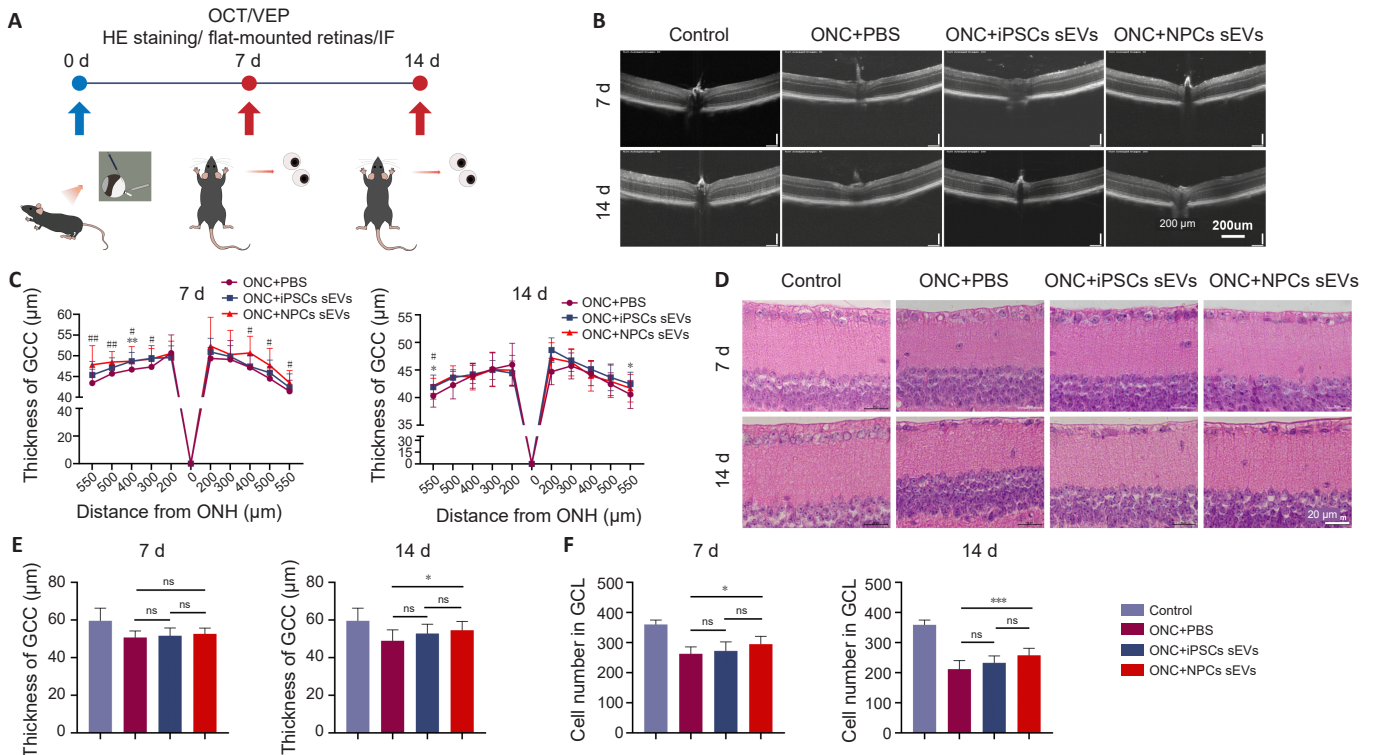 A
OCT/VEP
HE staining/ flat-mounted retinas/IF
0 d 7 d 14 d
B
Control ONC+PBS ONC+iPSCs sEVs ONC+NPCs sEVs
7 d
14 d
200 μm
200um
C
7 d
ONC+PBS
ONC+iPSCs sEVs
ONC+NPCs sEVs
Thickness of GCC (μm)
60
55
50
45
40
20
0
## ## # ** # # # #
550 500 400 300 200 0 200 300 400 500 550
Distance from ONH (μm)
14 d
ONC+PBS
ONC+iPSCs sEVs
ONC+NPCs sEVs
Thickness of GCC (μm)
55
50
45
40
35
30
15
0
# * *
550 500 400 300 200 0 200 300 400 500 550
Distance from ONH (μm)
D
Control ONC+PBS ONC+iPSCs sEVs ONC+NPCs sEVs
7 d
14 d
20 μm
E
7 d
Thickness of GCC (μm)
80
60
40
20
0
ns
ns ns
14 d
Thickness of GCC (μm)
80
60
40
20
0
*
ns ns
F
7 d
Cell number in GCL
500
400
300
200
100
0
*
ns
ns
14 d
Cell number in GCL
500
400
300
200
100
0
***
ns
ns
Control
ONC+PBS
ONC+iPSCs sEVs
ONC+NPCs sEVs